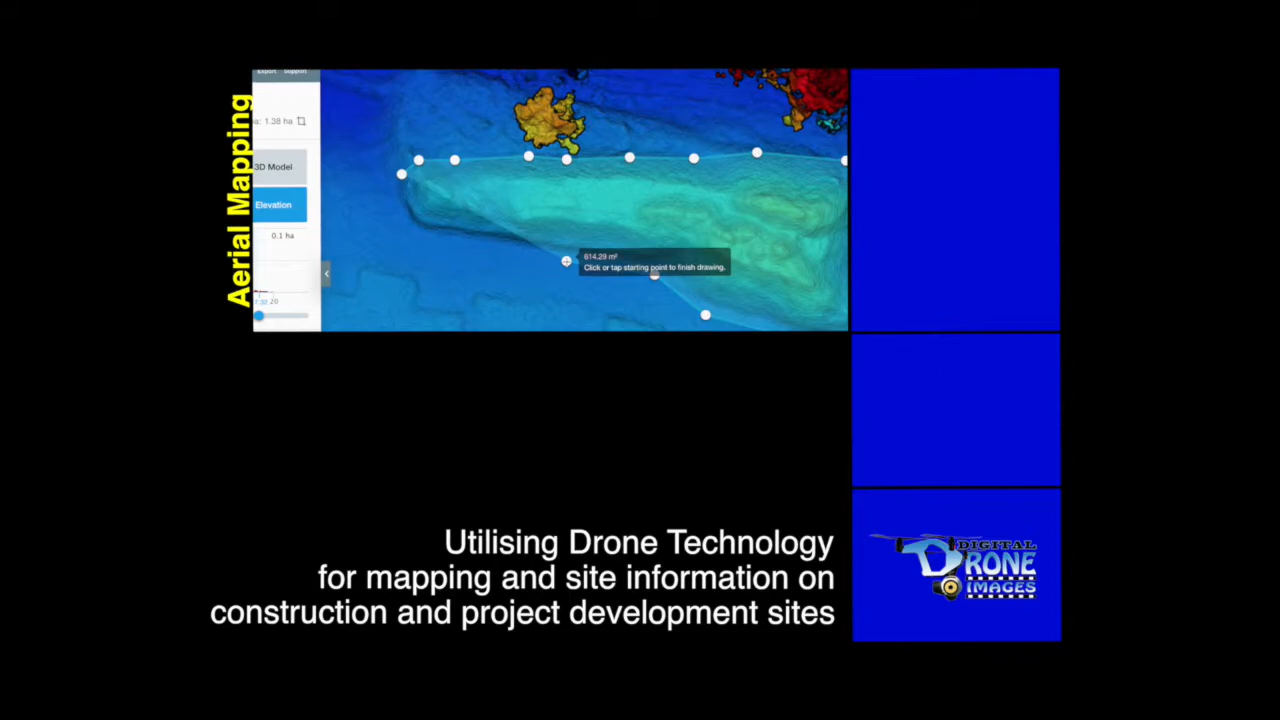 Export Support
Aerial Mapping
1.38 ha
3D Model
Elevation
0.1 ha
20
614.29 m²
Click or tap starting point to finish drawing.
Utilising Drone Technology
for mapping and site information on
construction and project development sites
DIGITAL
DRONE
IMAGES